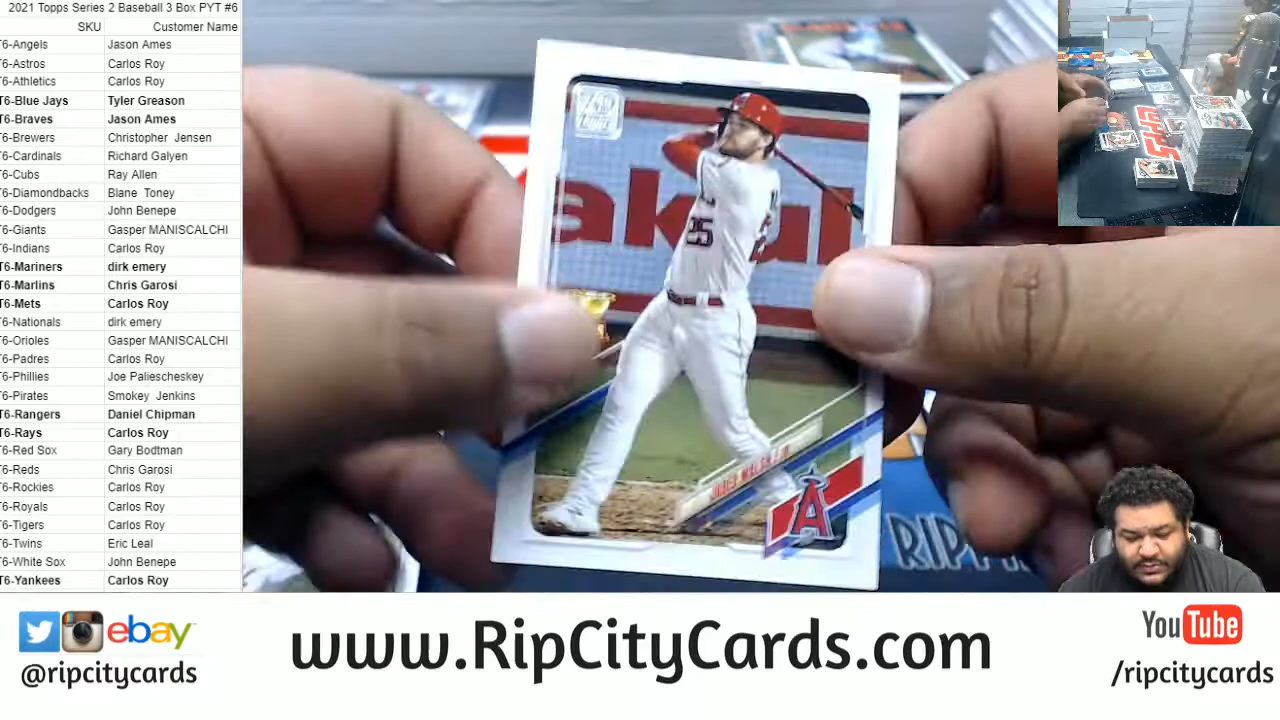 2021 Topps Series 2 Baseball 3 Box PYT #6
SKU Customer Name
T6-Angels Jason Ames
T6-Astros Carlos Roy
T6-Athletics Carlos Roy
T6-Blue Jays Tyler Greason
T6-Braves Jason Ames
T6-Brewers Christopher Jensen
T6-Cardinals Richard Galyen
T6-Cubs Ray Allen
T6-Diamondbacks Blane Toney
T6-Dodgers John Benepe
T6-Giants Gasper MANISCALCHI
T6-Indians Carlos Roy
T6-Mariners dirk emery
T6-Marlins Chris Garosi
T6-Mets Carlos Roy
T6-Nationals dirk emery
T6-Orioles Gasper MANISCALCHI
T6-Padres Carlos Roy
T6-Phillies Joe Paliescheskey
T6-Pirates Smokey Jenkins
T6-Rangers Daniel Chipman
T6-Rays Carlos Roy
T6-Red Sox Gary Bodtman
T6-Reds Chris Garosi
T6-Rockies Carlos Roy
T6-Royals Carlos Roy
T6-Tigers Carlos Roy
T6-Twins Eric Leal
T6-White Sox John Benepe
T6-Yankees Carlos Roy
akul
25
A
RIP
ebay
@ripcitycards
www.RipCityCards.com
YouTube
/ripcitycards